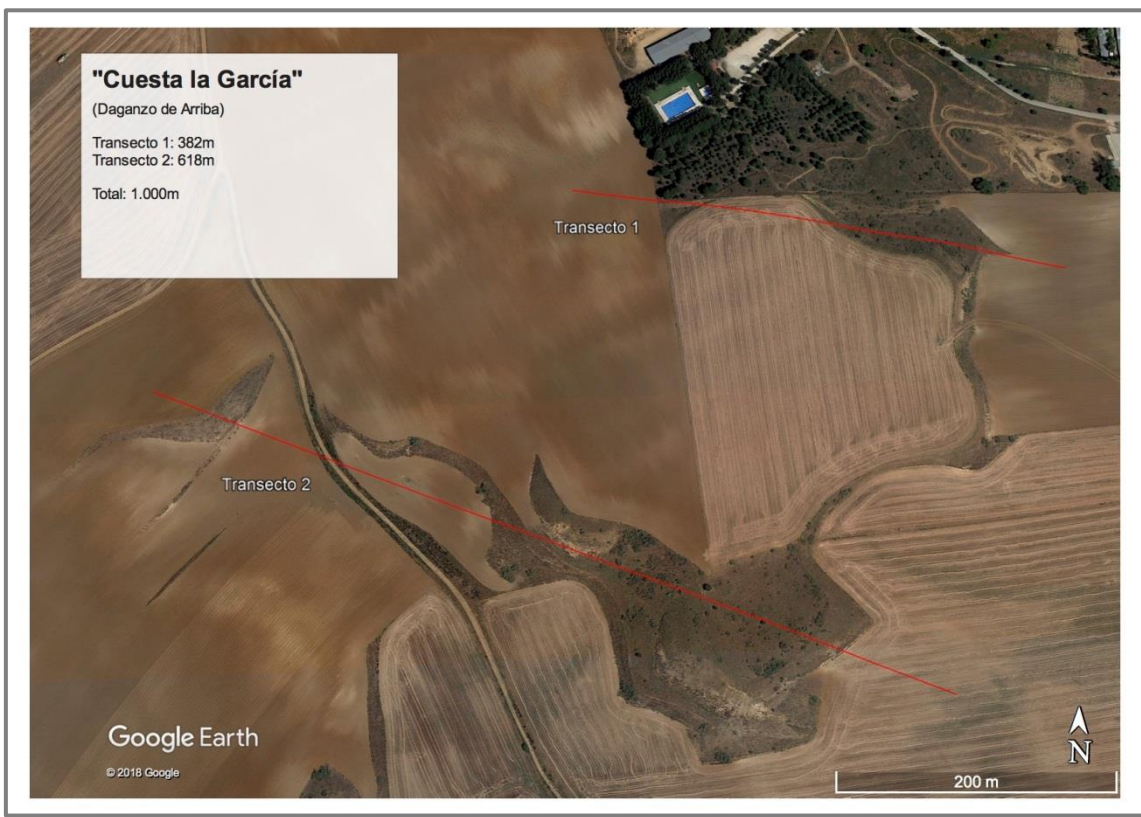 "Cuesta la García"
(Daganzo de Arriba)
Transecto 1: 382m
Transecto 2: 618m
Total: 1.000m
Transecto 1
Transecto 2
Google Earth
© 2018 Google
N
200 m